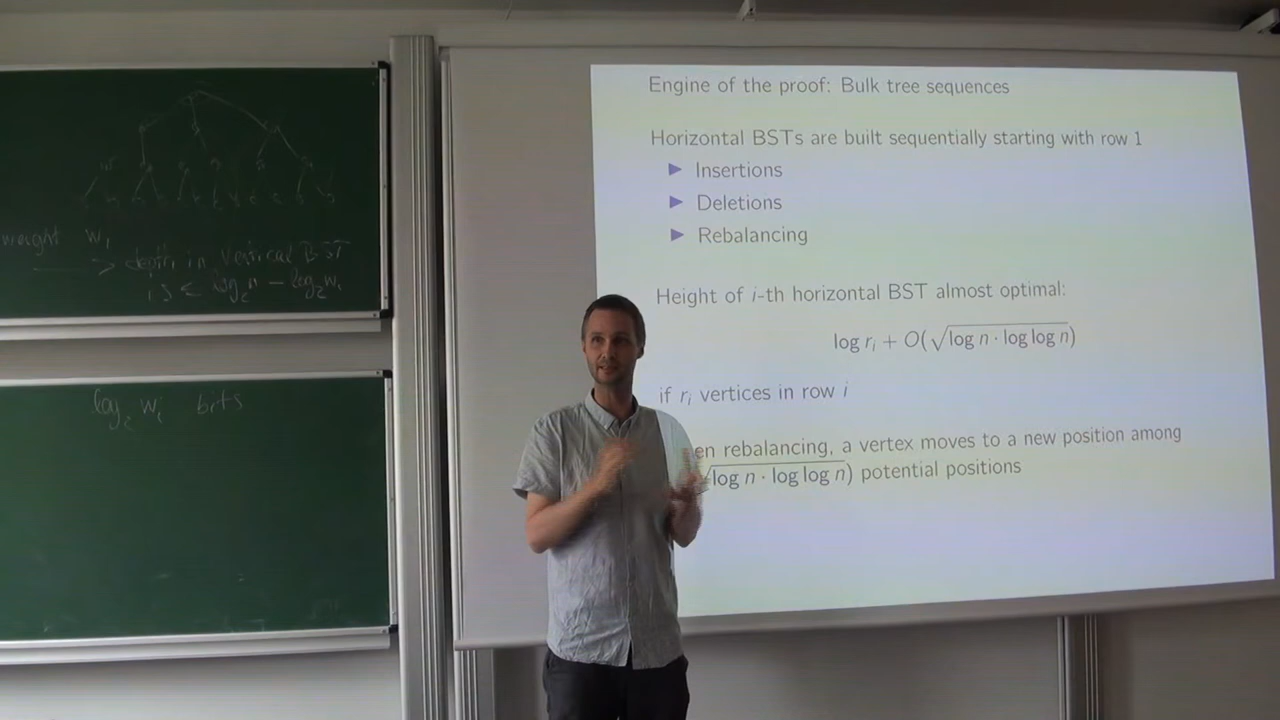 weight w_i
> depth in vertical BST
is < log_2 n - log_2 w_i
log_2 w_i bits
Engine of the proof: Bulk tree sequences
Horizontal BSTs are built sequentially starting with row 1
▶ Insertions
▶ Deletions
▶ Rebalancing
Height of i-th horizontal BST almost optimal:
log r_i + O(√(log n · log log n))
if r_i vertices in row i
en rebalancing, a vertex moves to a new position among
√log n · log log n) potential positions